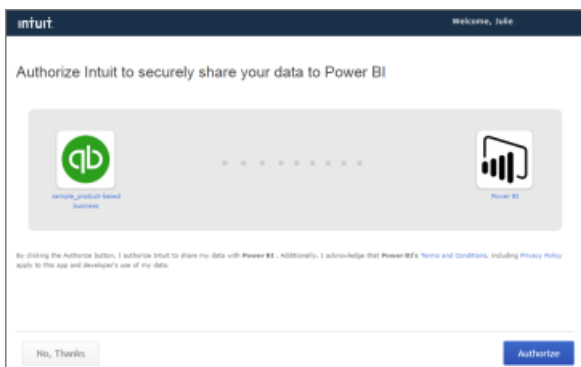 intuit.
Welcome, Julie
Authorize Intuit to securely share your data to Power BI
qb
sample_product-based
business
Power BI
By clicking the Authorize button, I authorize Intuit to share my data with Power BI . Additionally, I acknowledge that Power BI's Terms and Conditions, including Privacy Policy
apply to this app and developer's use of my data.
No, Thanks
Authorize